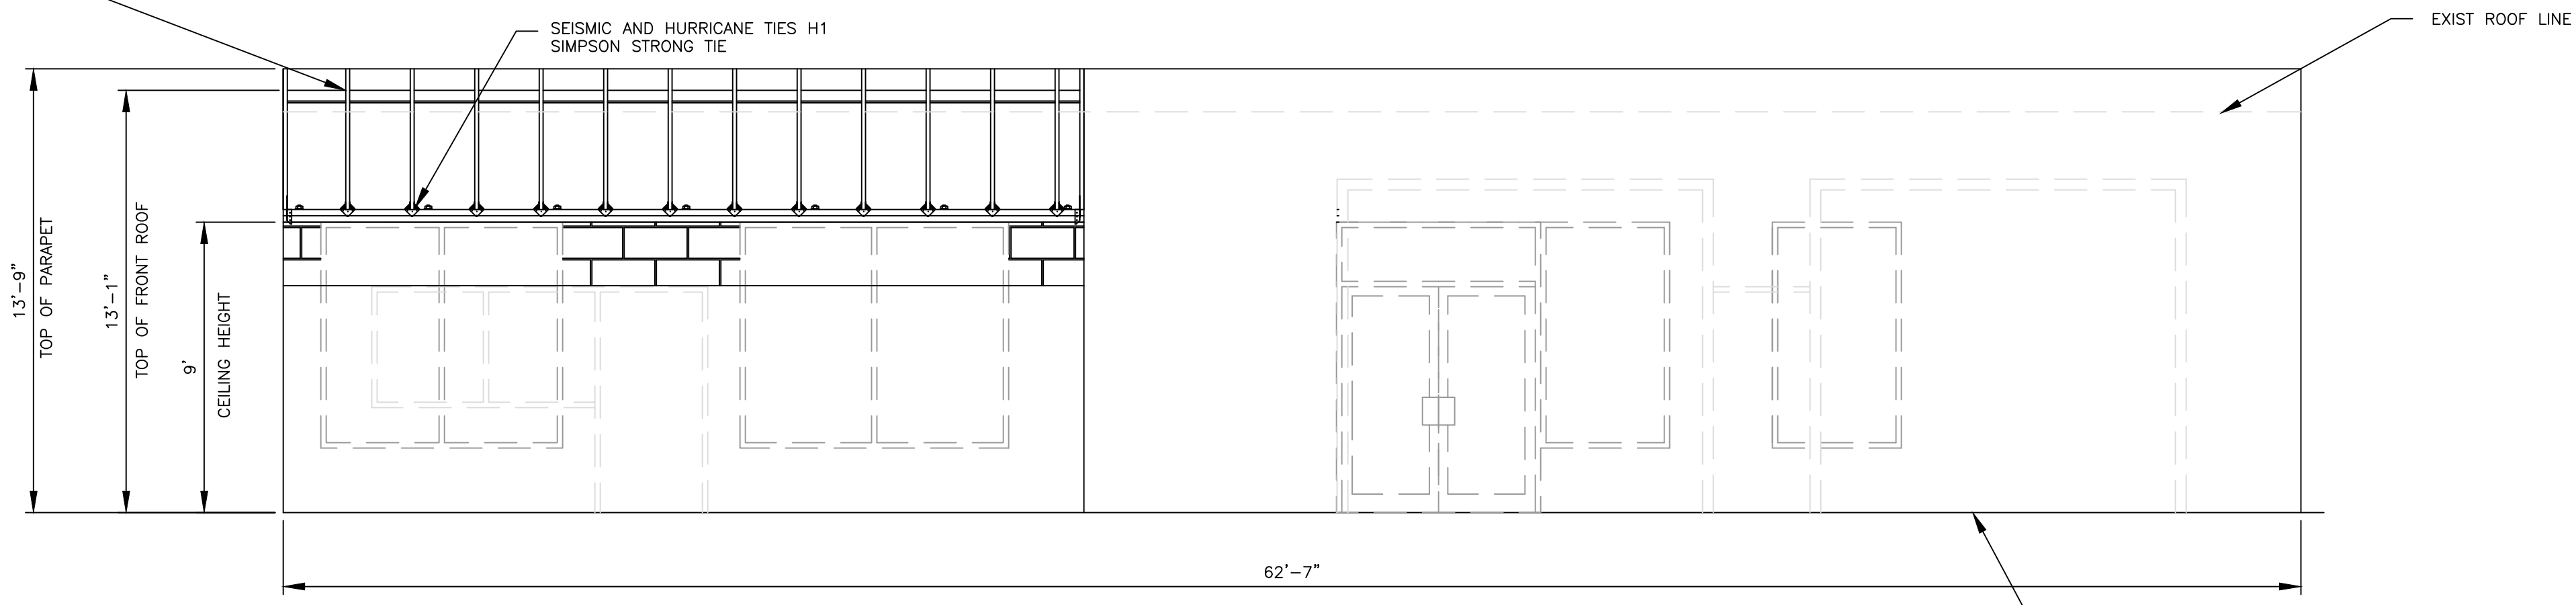 SEISMIC AND HURRICANE TIES H1
SIMPSON STRONG TIE
EXIST ROOF LINE
13'-9"
TOP OF PARAPET
13'-1"
TOP OF FRONT ROOF
9'
CEILING HEIGHT
62'-7"